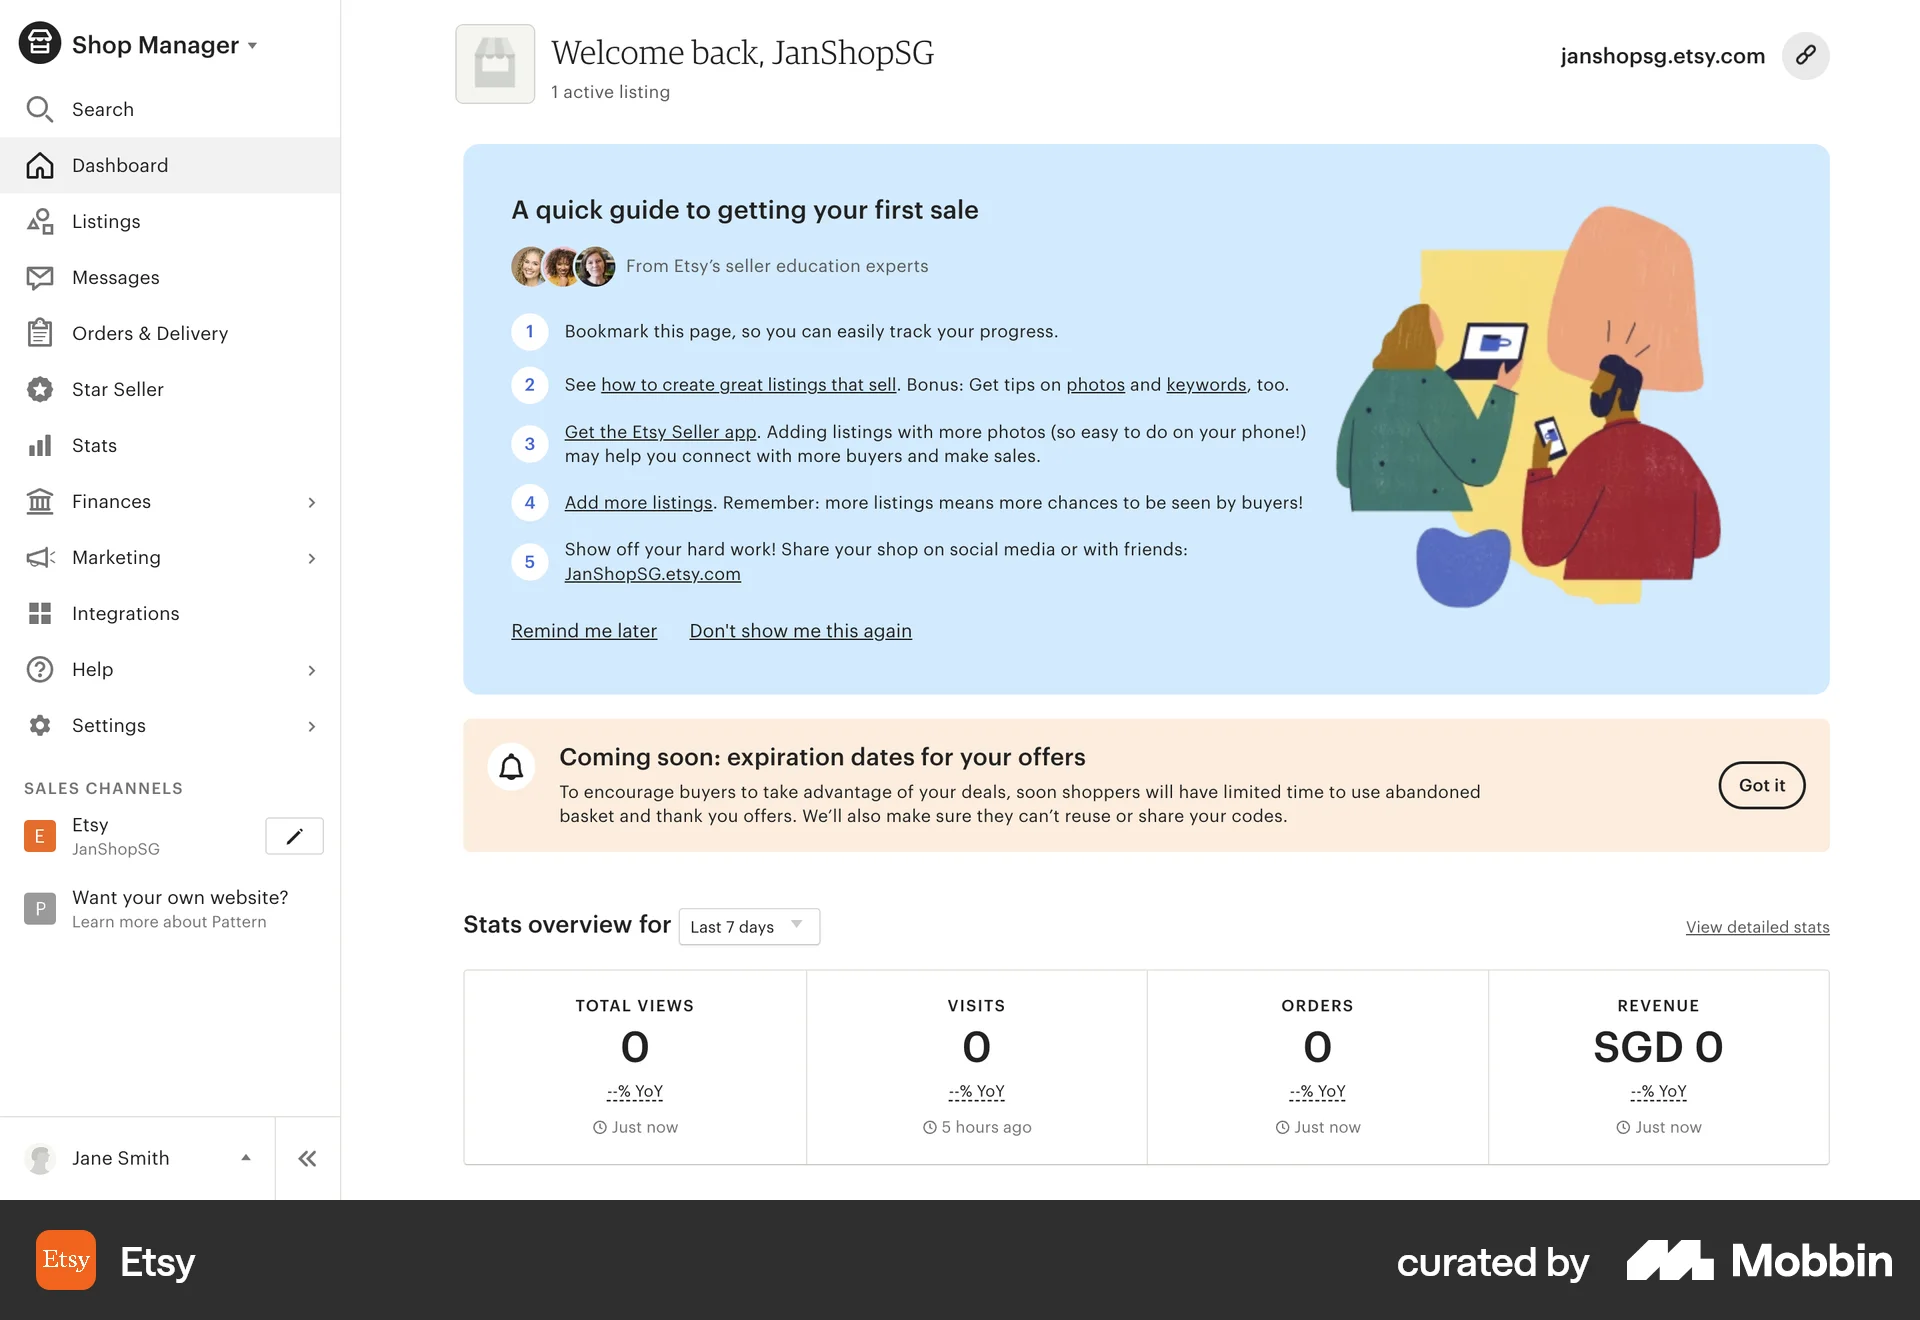 Shop Manager
Search
Dashboard
Listings
Messages
Orders & Delivery
Star Seller
Stats
Finances
Marketing
Integrations
Help
Settings
SALES CHANNELS
E
Etsy
JanShopSG
P
Want your own website?
Learn more about Pattern
Jane Smith
Welcome back, JanShopSG
1 active listing
janshopsg.etsy.com
A quick guide to getting your first sale
From Etsy’s seller education experts
1 Bookmark this page, so you can easily track your progress.
2 See how to create great listings that sell. Bonus: Get tips on photos and keywords, too.
3 Get the Etsy Seller app. Adding listings with more photos (so easy to do on your phone!)
may help you connect with more buyers and make sales.
4 Add more listings. Remember: more listings means more chances to be seen by buyers!
5 Show off your hard work! Share your shop on social media or with friends:
JanShopSG.etsy.com
Remind me later Don't show me this again
Coming soon: expiration dates for your offers
To encourage buyers to take advantage of your deals, soon shoppers will have limited time to use abandoned
basket and thank you offers. We’ll also make sure they can’t reuse or share your codes.
Got it
Stats overview for Last 7 days
View detailed stats
TOTAL VIEWS
0
--% YoY
Just now
VISITS
0
--% YoY
5 hours ago
ORDERS
0
--% YoY
Just now
REVENUE
SGD 0
--% YoY
Just now
Etsy
Etsy
curated by Mobbin